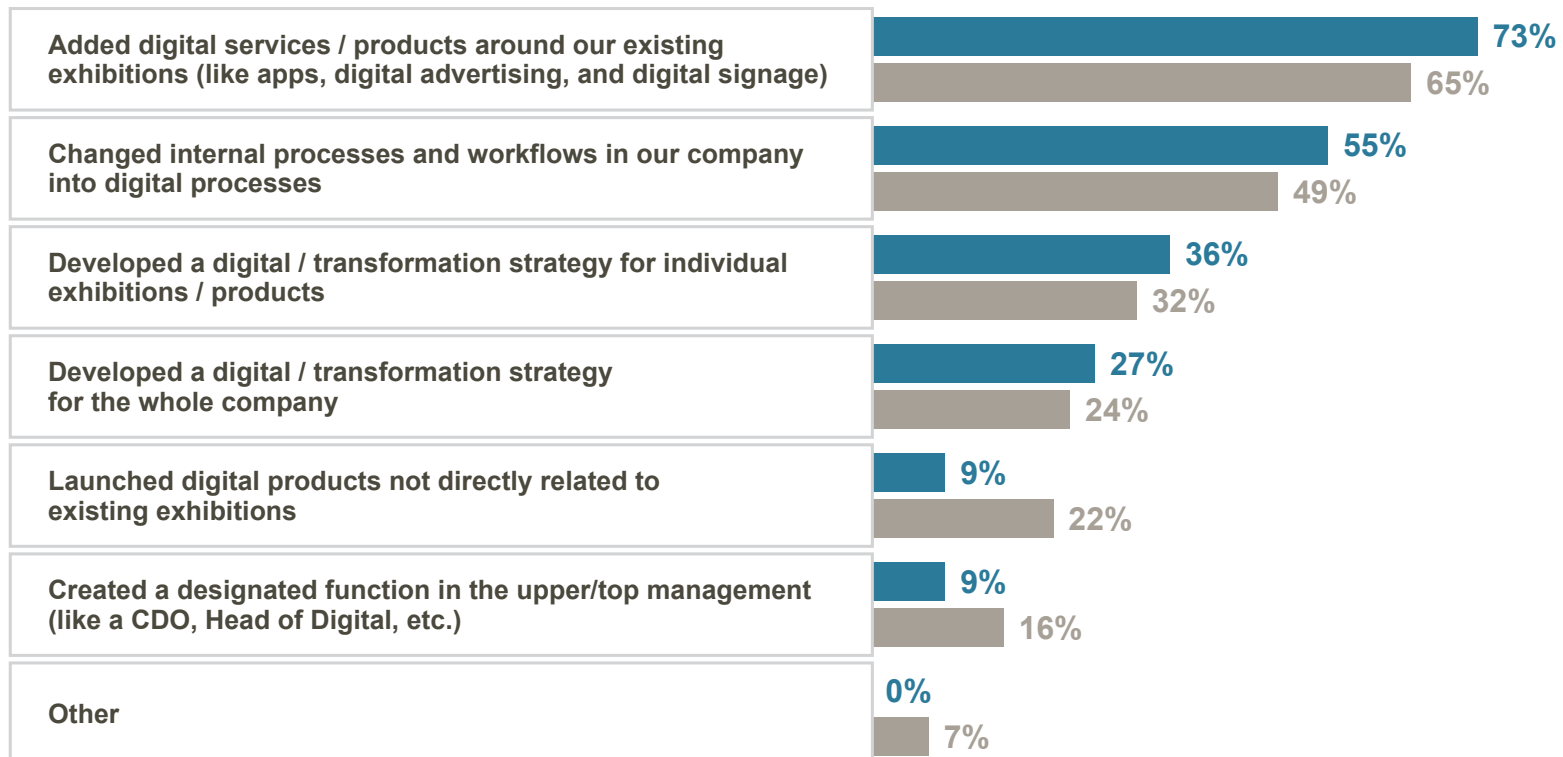 Added digital services / products around our existing
exhibitions (like apps, digital advertising, and digital signage)
73%
65%
Changed internal processes and workflows in our company
into digital processes
55%
49%
Developed a digital / transformation strategy for individual
exhibitions / products
36%
32%
Developed a digital / transformation strategy
for the whole company
27%
24%
Launched digital products not directly related to
existing exhibitions
9%
22%
Created a designated function in the upper/top management
(like a CDO, Head of Digital, etc.)
9%
16%
Other
0%
7%